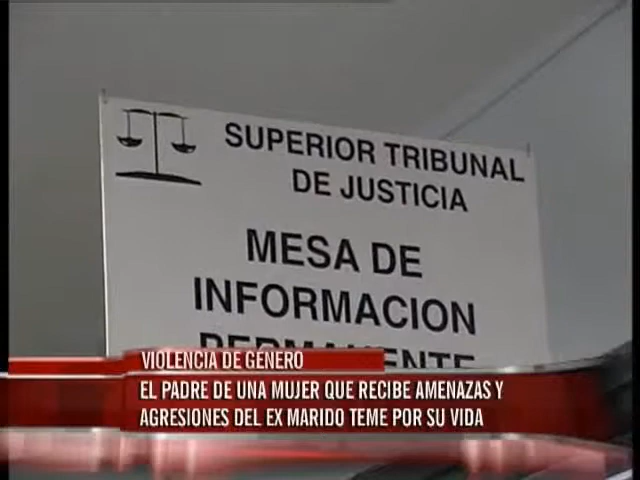 SUPERIOR TRIBUNAL
DE JUSTICIA
MESA DE
INFORMACION
PERMANENTE
VIOLENCIA DE GENERO
EL PADRE DE UNA MUJER QUE RECIBE AMENAZAS Y
AGRESIONES DEL EX MARIDO TEME POR SU VIDA